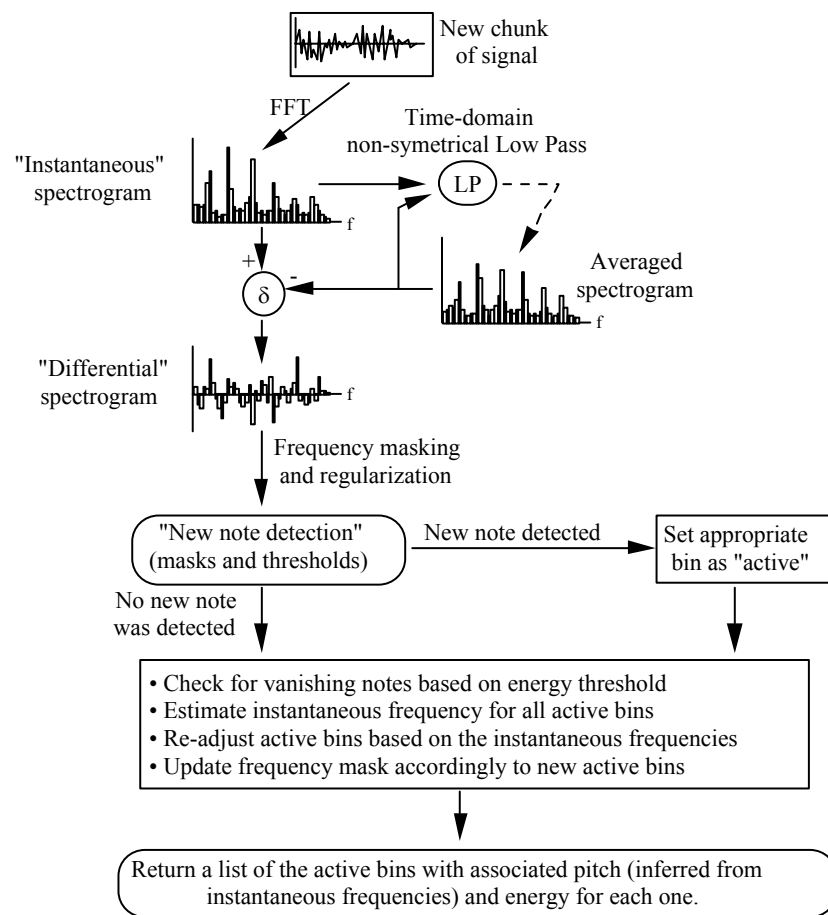 New chunk
of signal
FFT
Time-domain
non-symetrical Low Pass
"Instantaneous"
spectrogram
LP
f
+
-
δ
Averaged
spectrogram
f
"Differential"
spectrogram
f
Frequency masking
and regularization
"New note detection"
(masks and thresholds)
New note detected
Set appropriate
bin as "active"
No new note
was detected
• Check for vanishing notes based on energy threshold
• Estimate instantaneous frequency for all active bins
• Re-adjust active bins based on the instantaneous frequencies
• Update frequency mask accordingly to new active bins
Return a list of the active bins with associated pitch (inferred from
instantaneous frequencies) and energy for each one.